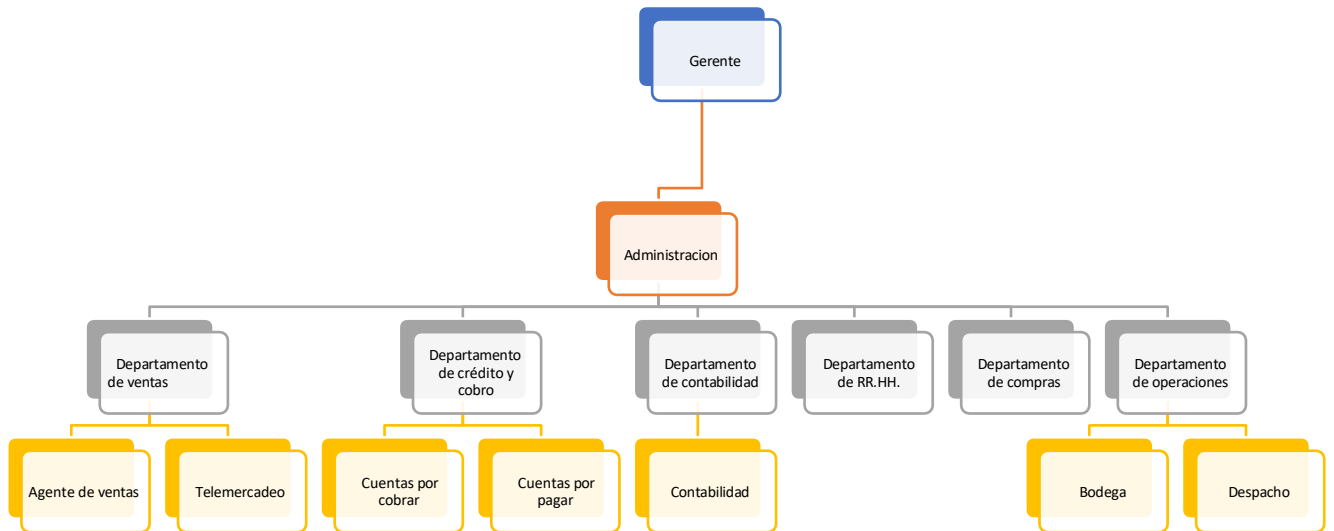 Gerente
Administracion
Departamento
de ventas
Departamento
de crédito y
cobro
Departamento
de contabilidad
Departamento
de RR.HH.
Departamento
de compras
Departamento
de operaciones
Agente de ventas
Telemercadeo
Cuentas por
cobrar
Cuentas por
pagar
Contabilidad
Bodega
Despacho